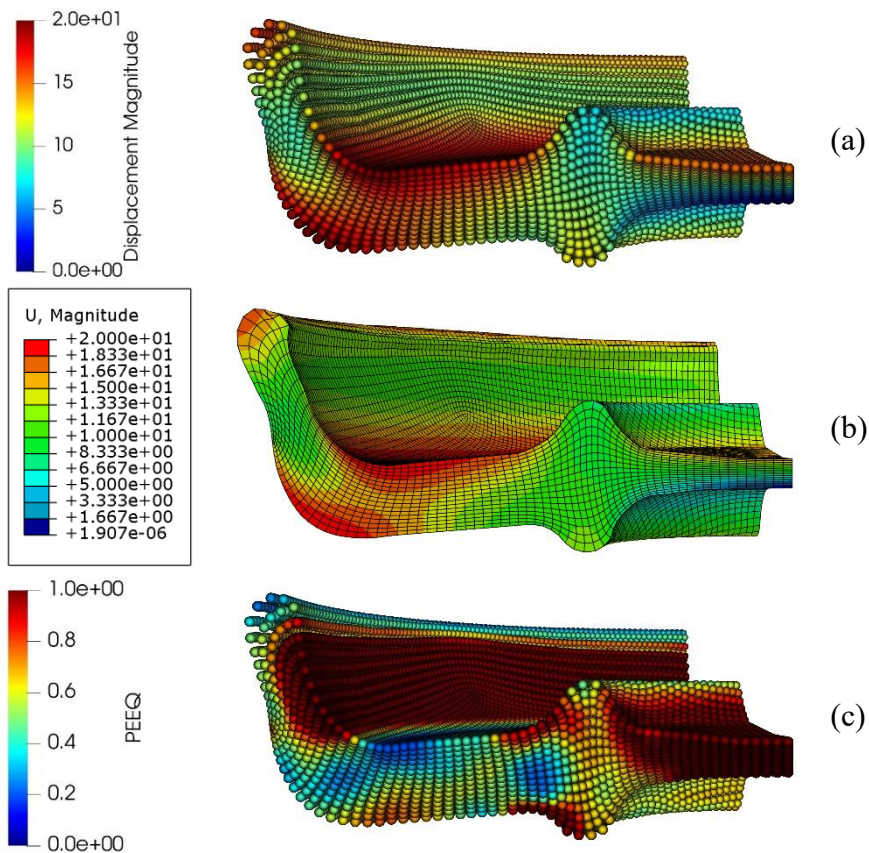 2.0e+01
15
10
5
0.0e+00
Displacement Magnitude
(a)
U, Magnitude
+2.000e+01
+1.833e+01
+1.667e+01
+1.500e+01
+1.333e+01
+1.167e+01
+1.000e+01
+8.333e+00
+6.667e+00
+5.000e+00
+3.333e+00
+1.667e+00
+1.907e-06
(b)
1.0e+00
0.8
0.6
0.4
0.2
0.0e+00
PEEQ
(c)